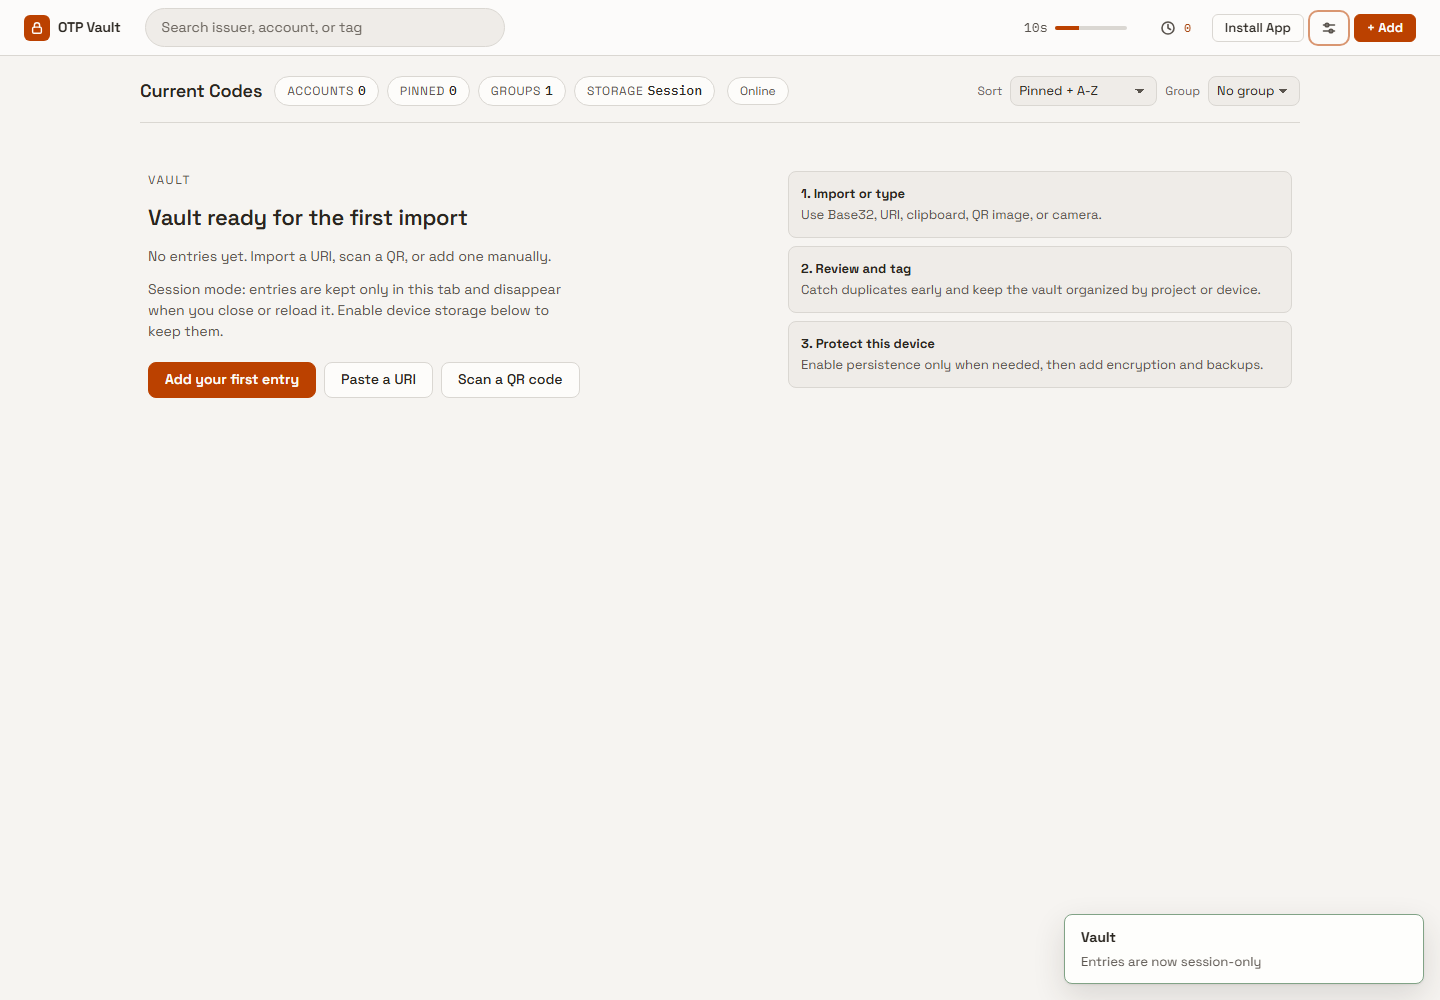 OTP Vault
Search issuer, account, or tag
10s
0
Install App
+ Add
Current Codes
ACCOUNTS 0
PINNED 0
GROUPS 1
STORAGE Session
Online
Sort
Pinned + A-Z
Group
No group
VAULT
Vault ready for the first import
No entries yet. Import a URI, scan a QR, or add one manually.
Session mode: entries are kept only in this tab and disappear
when you close or reload it. Enable device storage below to
keep them.
Add your first entry
Paste a URI
Scan a QR code
1. Import or type
Use Base32, URI, clipboard, QR image, or camera.
2. Review and tag
Catch duplicates early and keep the vault organized by project or device.
3. Protect this device
Enable persistence only when needed, then add encryption and backups.
Vault
Entries are now session-only